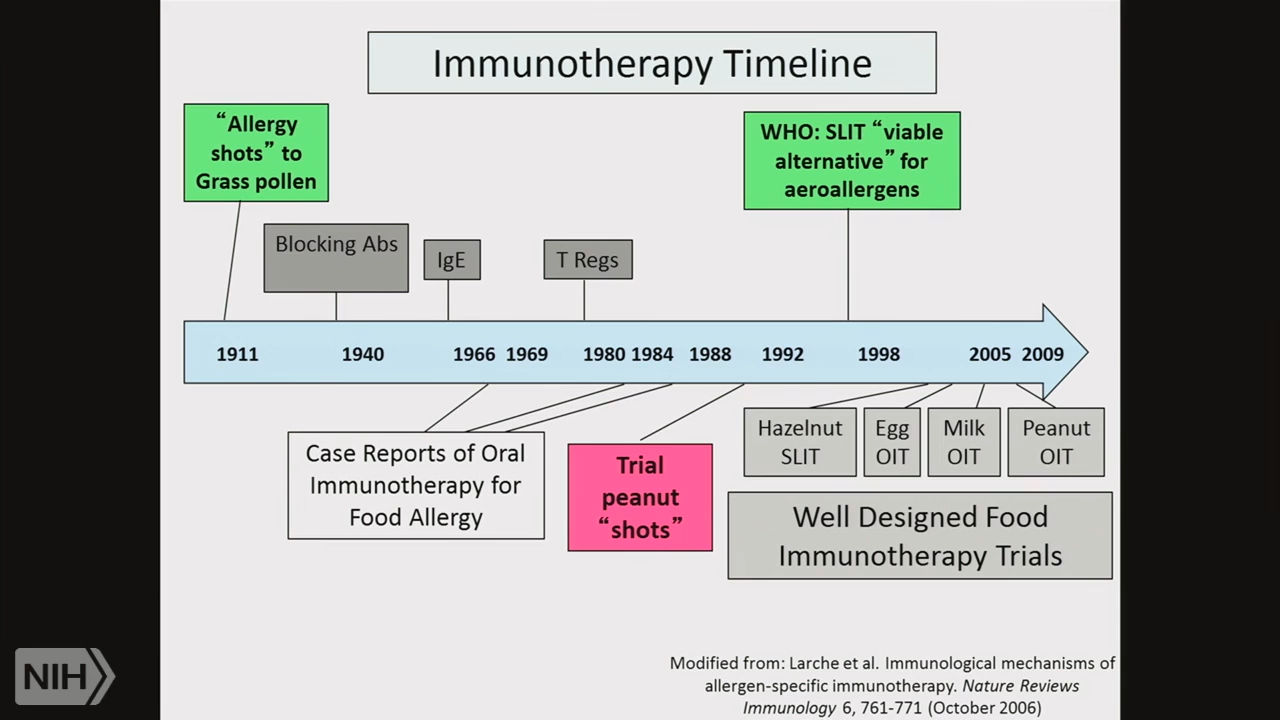 Immunotherapy Timeline
“Allergy
shots” to
Grass pollen
WHO: SLIT “viable
alternative” for
aeroallergens
Blocking Abs
IgE
T Regs
1911 1940 1966 1969 1980 1984 1988 1992 1998 2005 2009
Case Reports of Oral
Immunotherapy for
Food Allergy
Trial
peanut
“shots”
Hazelnut
SLIT
Egg
OIT
Milk
OIT
Peanut
OIT
Well Designed Food
Immunotherapy Trials
Modified from: Larche et al. Immunological mechanisms of
allergen-specific immunotherapy. Nature Reviews
Immunology 6, 761-771 (October 2006)
NIH